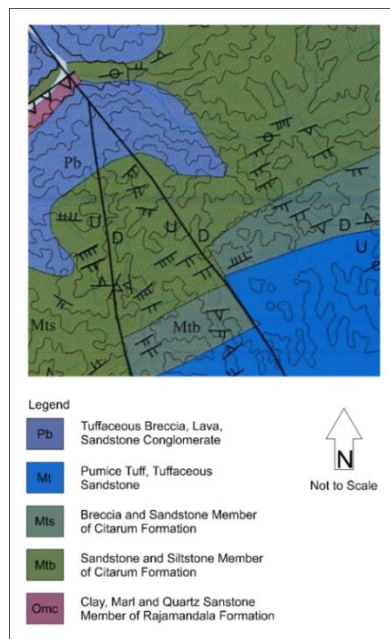 Pb
U
D
U
D
U
D
Mts
Mtb
Legend
Pb
Tuffaceous Breccia, Lava,
Sandstone Conglomerate
Mt
Pumice Tuff, Tuffaceous
Sandstone
Mts
Breccia and Sandstone Member
of Citarum Formation
Mtb
Sandstone and Siltstone Member
of Citarum Formation
Omc
Clay, Marl and Quartz Sanstone
Member of Rajamandala Formation
N
Not to Scale